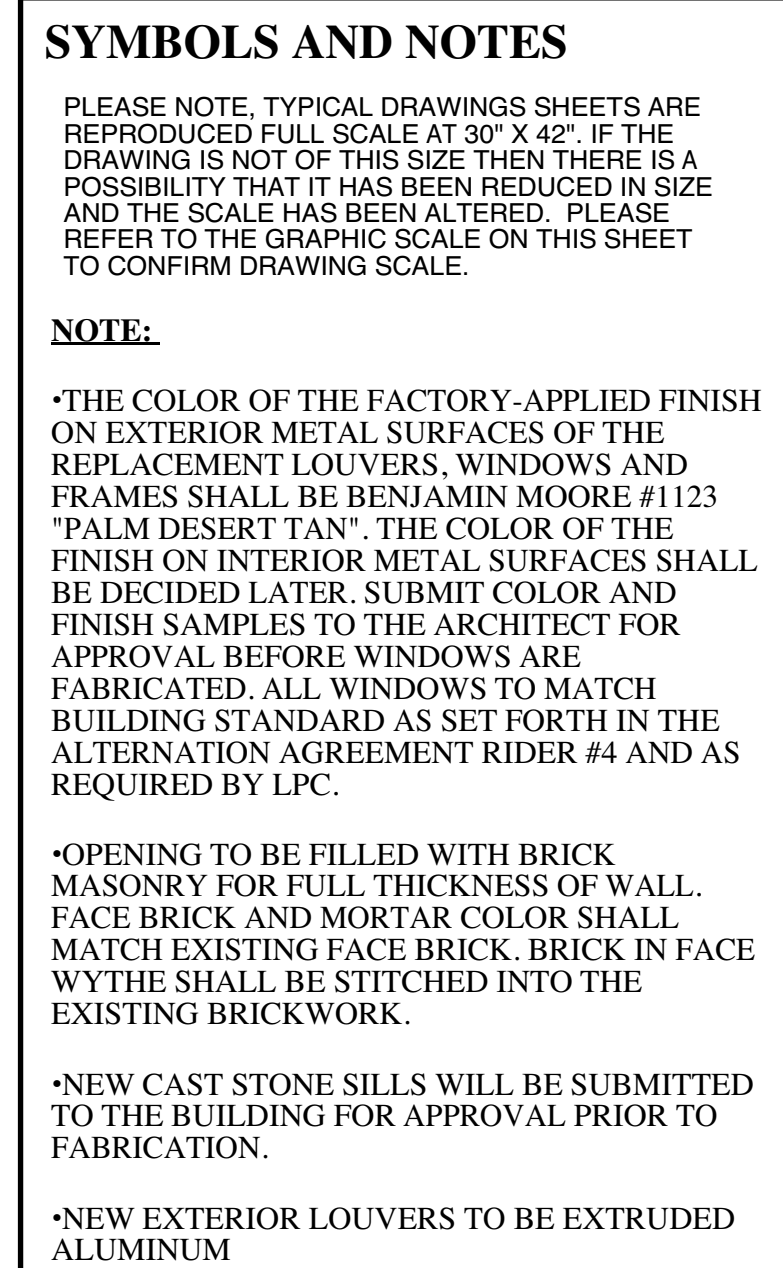 SYMBOLS AND NOTES
PLEASE NOTE, TYPICAL DRAWINGS SHEETS ARE
REPRODUCED FULL SCALE AT 30" X 42". IF THE
DRAWING IS NOT OF THIS SIZE THEN THERE IS A
POSSIBILITY THAT IT HAS BEEN REDUCED IN SIZE
AND THE SCALE HAS BEEN ALTERED. PLEASE
REFER TO THE GRAPHIC SCALE ON THIS SHEET
TO CONFIRM DRAWING SCALE.
NOTE:
•THE COLOR OF THE FACTORY-APPLIED FINISH
ON EXTERIOR METAL SURFACES OF THE
REPLACEMENT LOUVERS, WINDOWS AND
FRAMES SHALL BE BENJAMIN MOORE #1123
"PALM DESERT TAN". THE COLOR OF THE
FINISH ON INTERIOR METAL SURFACES SHALL
BE DECIDED LATER. SUBMIT COLOR AND
FINISH SAMPLES TO THE ARCHITECT FOR
APPROVAL BEFORE WINDOWS ARE
FABRICATED. ALL WINDOWS TO MATCH
BUILDING STANDARD AS SET FORTH IN THE
ALTERNATION AGREEMENT RIDER #4 AND AS
REQUIRED BY LPC.
•OPENING TO BE FILLED WITH BRICK
MASONRY FOR FULL THICKNESS OF WALL.
FACE BRICK AND MORTAR COLOR SHALL
MATCH EXISTING FACE BRICK. BRICK IN FACE
WYTHE SHALL BE STITCHED INTO THE
EXISTING BRICKWORK.
•NEW CAST STONE SILLS WILL BE SUBMITTED
TO THE BUILDING FOR APPROVAL PRIOR TO
FABRICATION.
•NEW EXTERIOR LOUVERS TO BE EXTRUDED
ALUMINUM